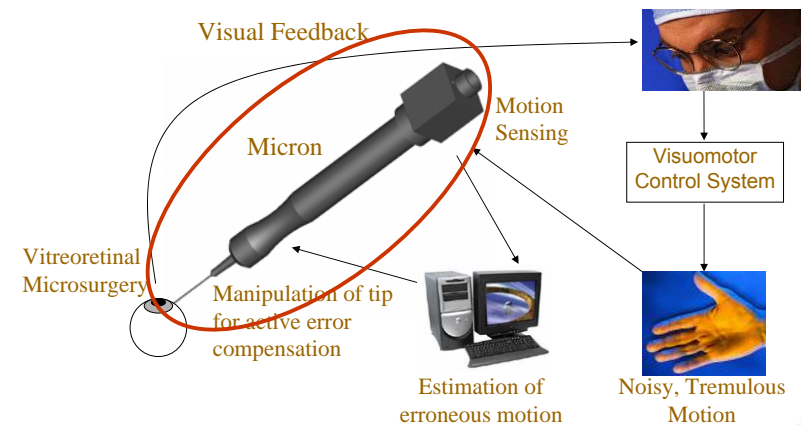 Visual Feedback
Motion
Sensing
Micron
Visuomotor
Control System
Vitreoretinal
Microsurgery
Manipulation of tip
for active error
compensation
Estimation of
erroneous motion
Noisy, Tremulous
Motion